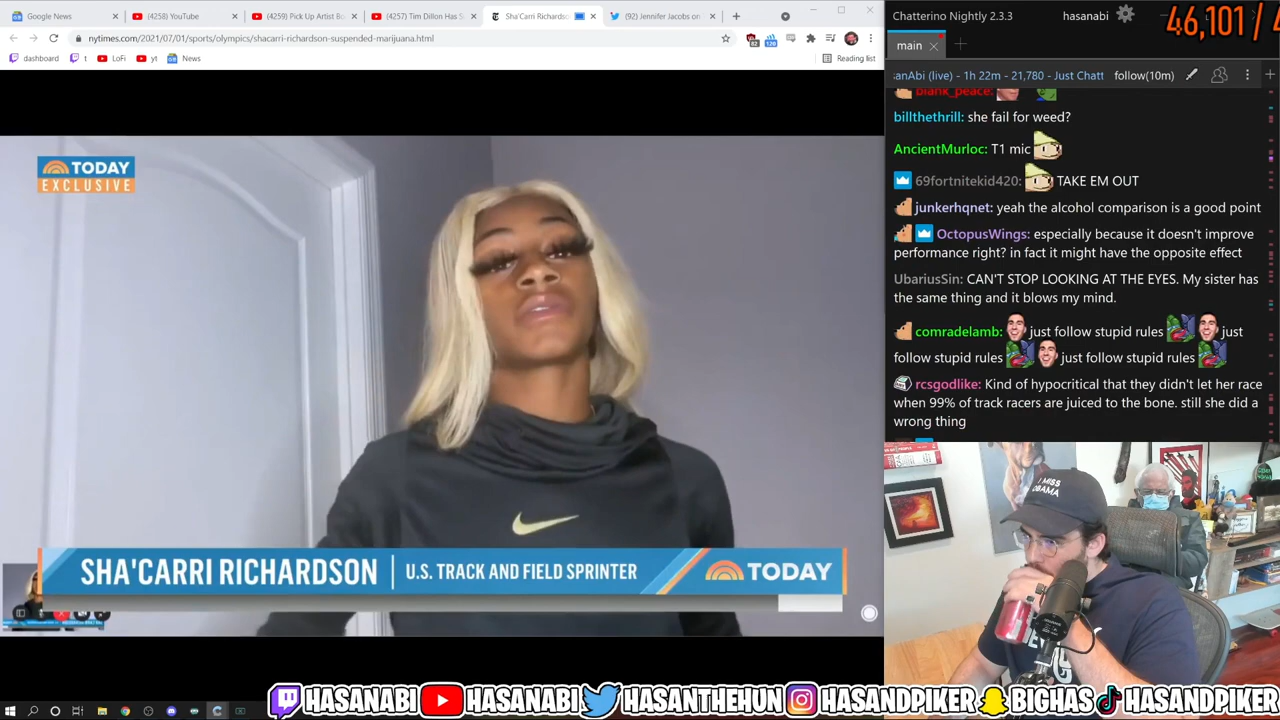 Google News
(4258) YouTube
(4259) Pick Up Artist Bo
(4257) Tim Dillon Has S
Sha'Carri Richardso
(92) Jennifer Jacobs on
nytimes.com/2021/07/01/sports/olympics/shacarri-richardson-suspended-marijuana.html
dashboard
t
LoFi
yt
News
Reading list
TODAY
EXCLUSIVE
SHA'CARRI RICHARDSON
U.S. TRACK AND FIELD SPRINTER
TODAY
Chatterino Nightly 2.3.3
hasanabi
46,101 /
main
sanAbi (live) - 1h 22m - 21,780 - Just Chatt
follow(10m)
blank_peace:
billthethrill: she fail for weed?
AncientMurloc: T1 mic
69fortnitekid420: TAKE EM OUT
junkerhqnet: yeah the alcohol comparison is a good point
OctopusWings: especially because it doesn't improve
performance right? in fact it might have the opposite effect
UbariusSin: CAN'T STOP LOOKING AT THE EYES. My sister has
the same thing and it blows my mind.
comradelamb: just follow stupid rules just
follow stupid rules just follow stupid rules
rcsgodlike: Kind of hypocritical that they didn't let her race
when 99% of track racers are juiced to the bone. still she did a
wrong thing
I MISS
OBAMA
HASANABI HASANABI HASANTHEHUN HASANDPIKER BIGHAS HASANDPIKER